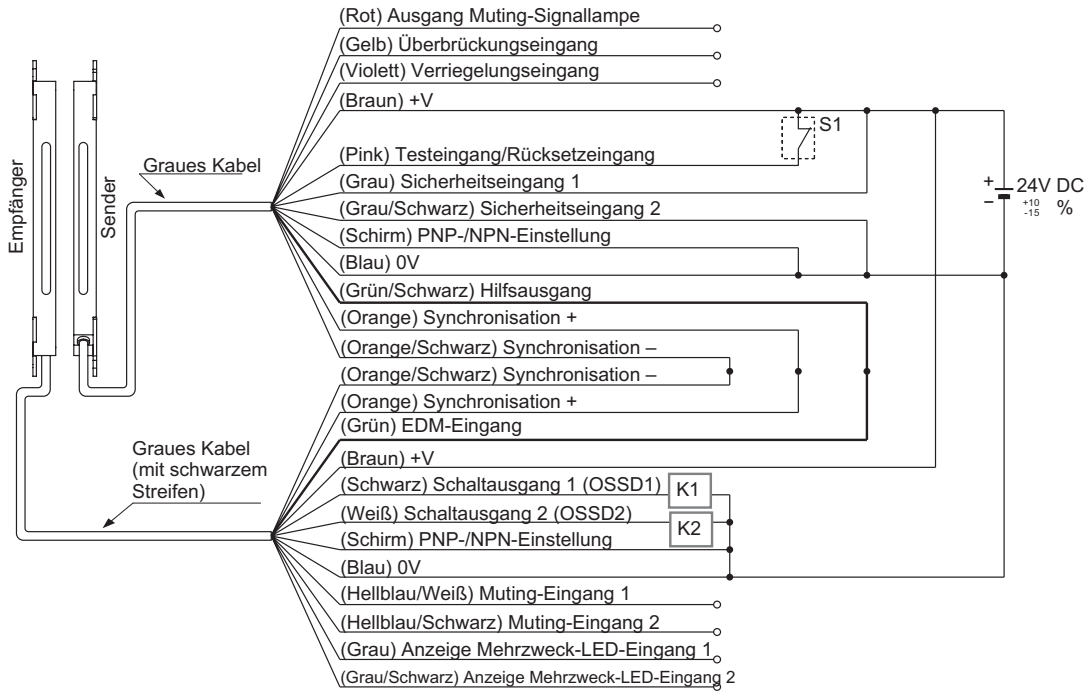 (Rot) Ausgang Muting-Signallampe
(Gelb) Überbrückungseingang
(Violett) Verriegelungseingang
(Braun) +V
S1
(Pink) Testeingang/Rücksetzeingang
(Grau) Sicherheitseingang 1
(Grau/Schwarz) Sicherheitseingang 2
(Schirm) PNP-/NPN-Einstellung
(Blau) 0V
(Grün/Schwarz) Hilfsausgang
(Orange) Synchronisation +
(Orange/Schwarz) Synchronisation –
(Orange/Schwarz) Synchronisation –
(Orange) Synchronisation +
(Grün) EDM-Eingang
(Braun) +V
(Schwarz) Schaltausgang 1 (OSSD1)
K1
(Weiß) Schaltausgang 2 (OSSD2)
K2
(Schirm) PNP-/NPN-Einstellung
(Blau) 0V
(Hellblau/Weiß) Muting-Eingang 1
(Hellblau/Schwarz) Muting-Eingang 2
(Grau) Anzeige Mehrzweck-LED-Eingang 1
(Grau/Schwarz) Anzeige Mehrzweck-LED-Eingang 2
Empfänger
Sender
Graues Kabel
Graues Kabel
(mit schwarzem
Streifen)
+
–
24V DC
+10
-15 %